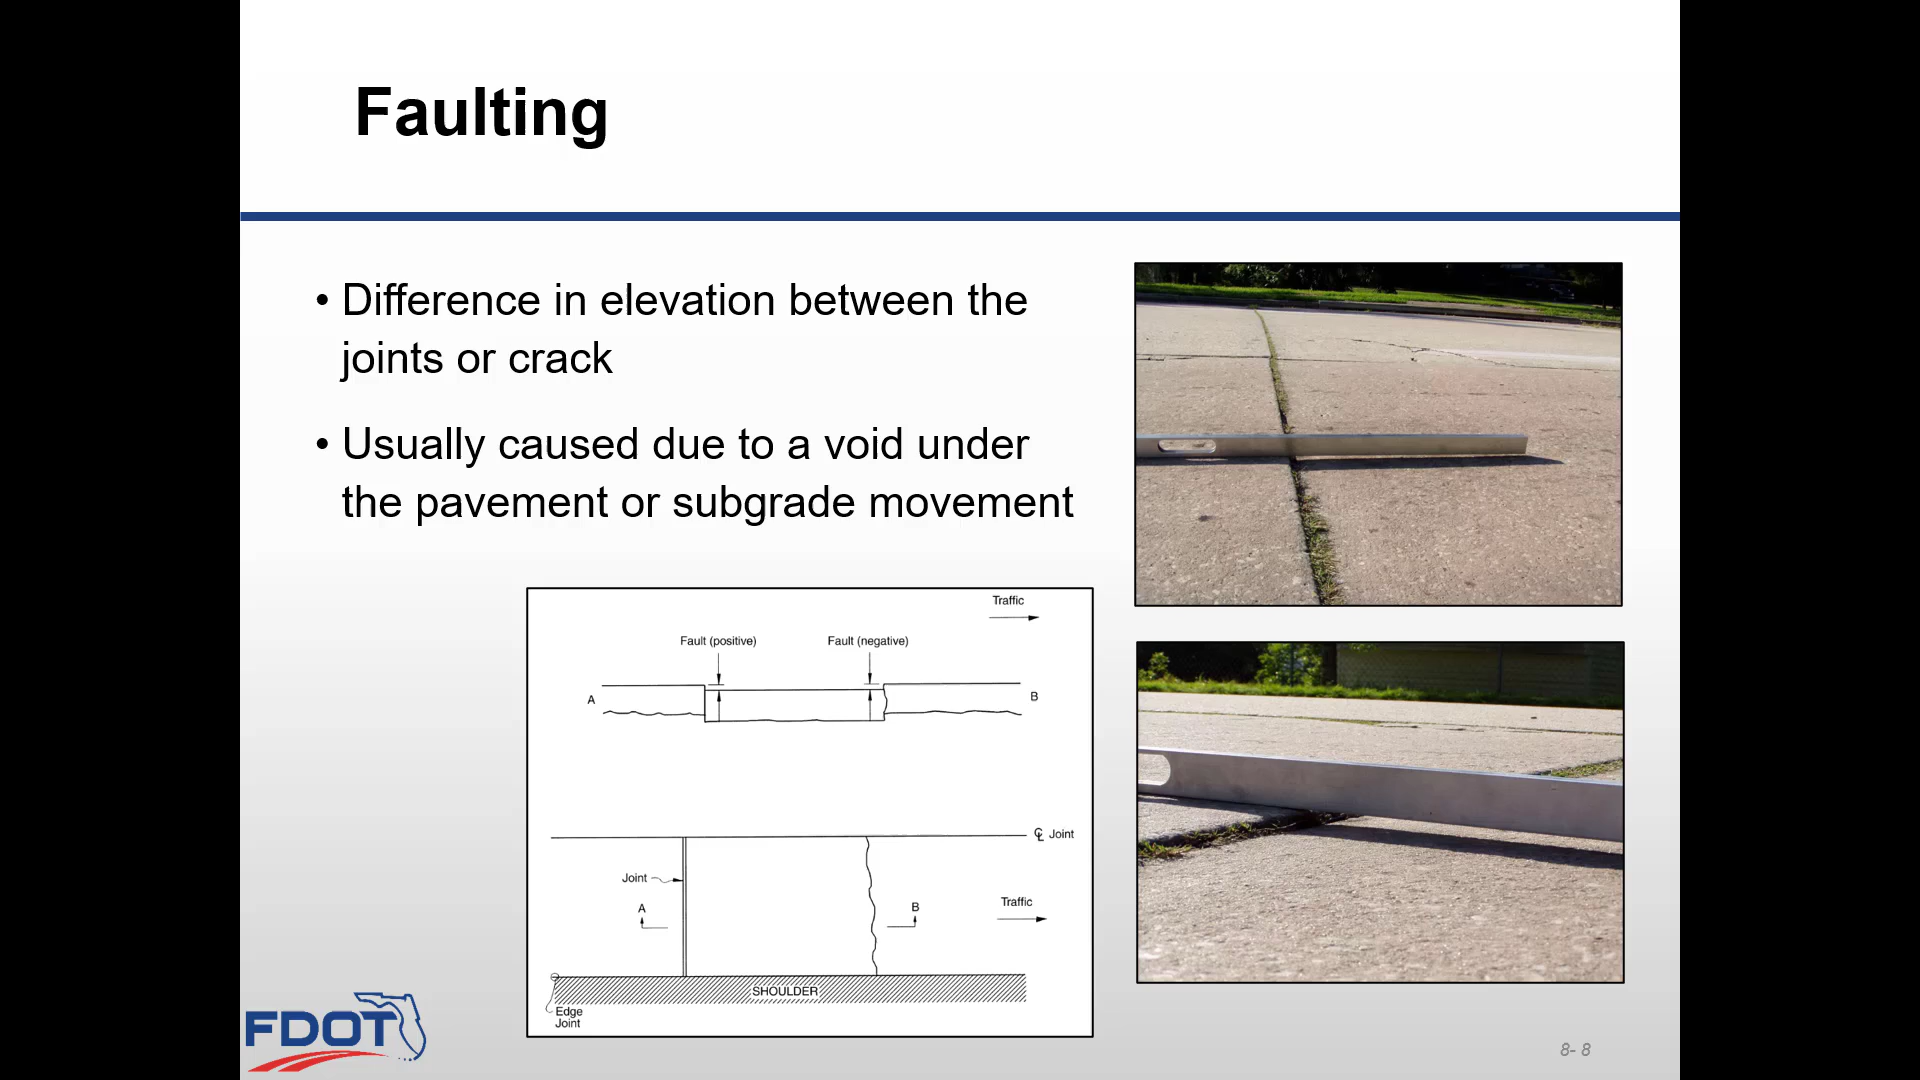 Faulting
• Difference in elevation between the
joints or crack
• Usually caused due to a void under
the pavement or subgrade movement
Traffic
Fault (positive) Fault (negative)
A B
℄ Joint
Joint
A B Traffic
SHOULDER
Edge
Joint
FDOT
8- 8